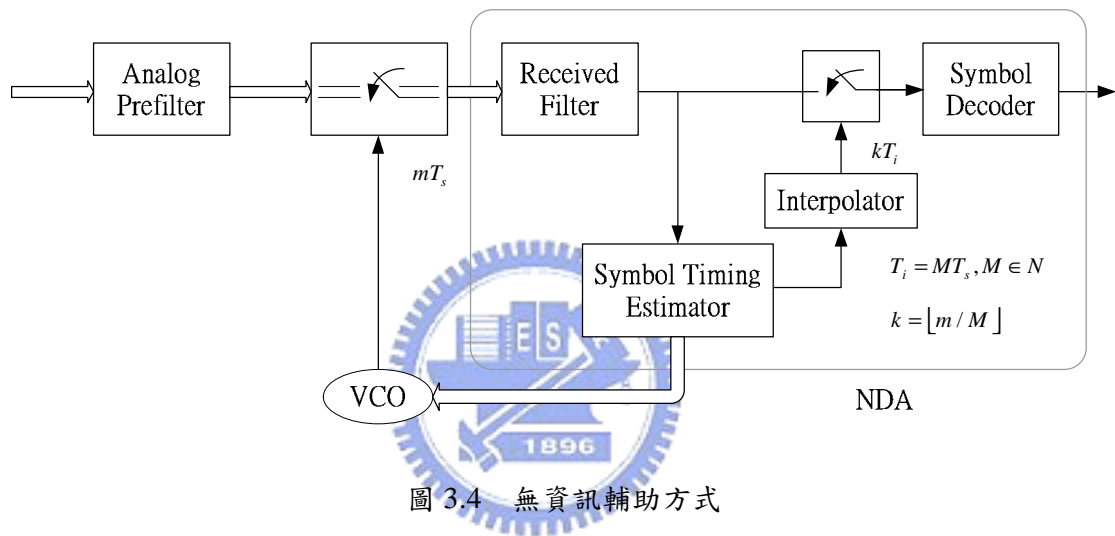 Analog
Prefilter
Received
Filter
Symbol
Decoder
mT_s
kT_i
Interpolator
Symbol Timing
Estimator
T_i = MT_s, M ∈ N
k = ⌊m / M⌋
VCO
NDA
E S
1896
圖 3.4 無資訊輔助方式